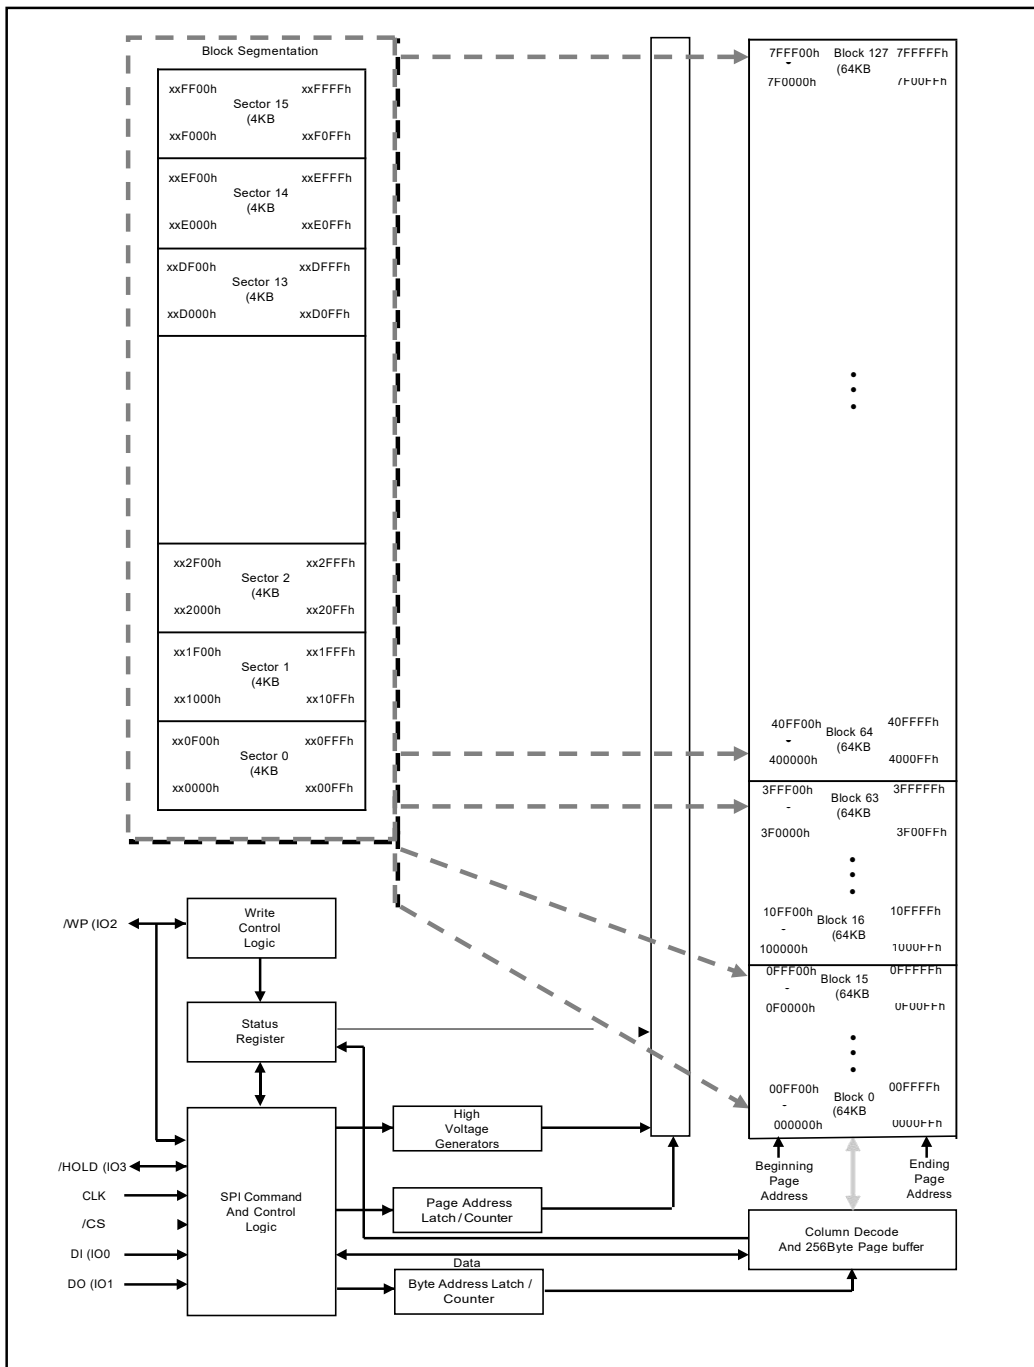 Block Segmentation
xxFF00h xxFFFFh
Sector 15
(4KB
xxF000h xxF0FFh
xxEF00h xxEFFFh
Sector 14
(4KB
xxE000h xxE0FFh
xxDF00h xxDFFFh
Sector 13
(4KB
xxD000h xxD0FFh
xx2F00h xx2FFFh
Sector 2
(4KB
xx2000h xx20FFh
xx1F00h xx1FFFh
Sector 1
(4KB
xx1000h xx10FFh
xx0F00h xx0FFFh
Sector 0
(4KB
xx0000h xx00FFh
7FFF00h Block 127 7FFFFFh
- (64KB
7F0000h 7F00FFh
40FF00h Block 64 40FFFFh
- (64KB
400000h 4000FFh
3FFF00h Block 63 3FFFFFh
- (64KB
3F0000h 3F00FFh
10FF00h Block 16 10FFFFh
- (64KB
100000h 1000FFh
0FFF00h Block 15 0FFFFFh
- (64KB
0F0000h 0F00FFh
00FF00h Block 0 00FFFFh
- (64KB
000000h 0000FFh
Beginning
Page
Address
Ending
Page
Address
/WP (IO2
Write
Control
Logic
Status
Register
High
Voltage
Generators
/HOLD (IO3
CLK
/CS
DI (IO0
DO (IO1
SPI Command
And Control
Logic
Page Address
Latch / Counter
Column Decode
And 256Byte Page buffer
Data
Byte Address Latch /
Counter